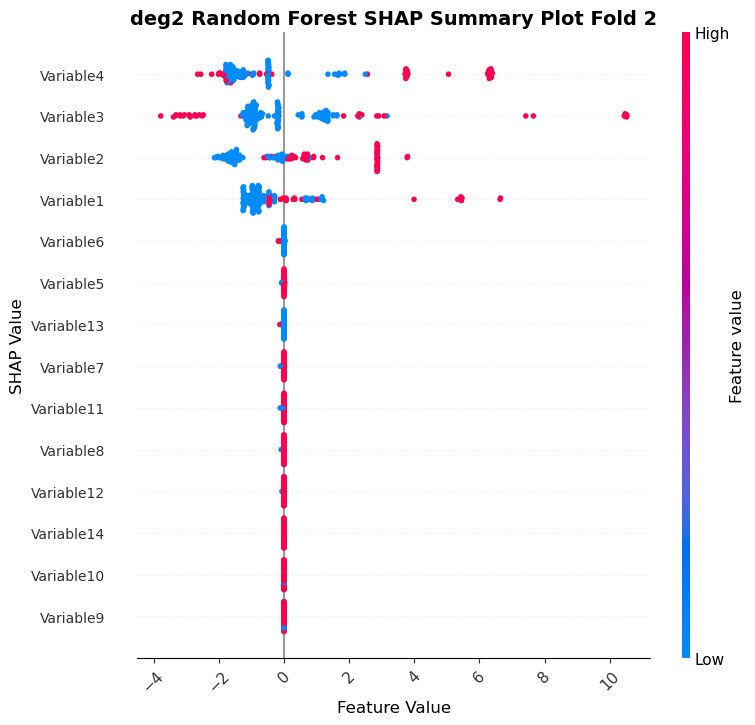 deg2 Random Forest SHAP Summary Plot Fold 2
High
Variable4
Variable3
Variable2
Variable1
Variable6
Variable5
Variable13
Variable7
Variable11
Variable8
Variable12
Variable14
Variable10
Variable9
SHAP Value
Feature value
Low
−4
−2
0
2
4
6
8
10
Feature Value